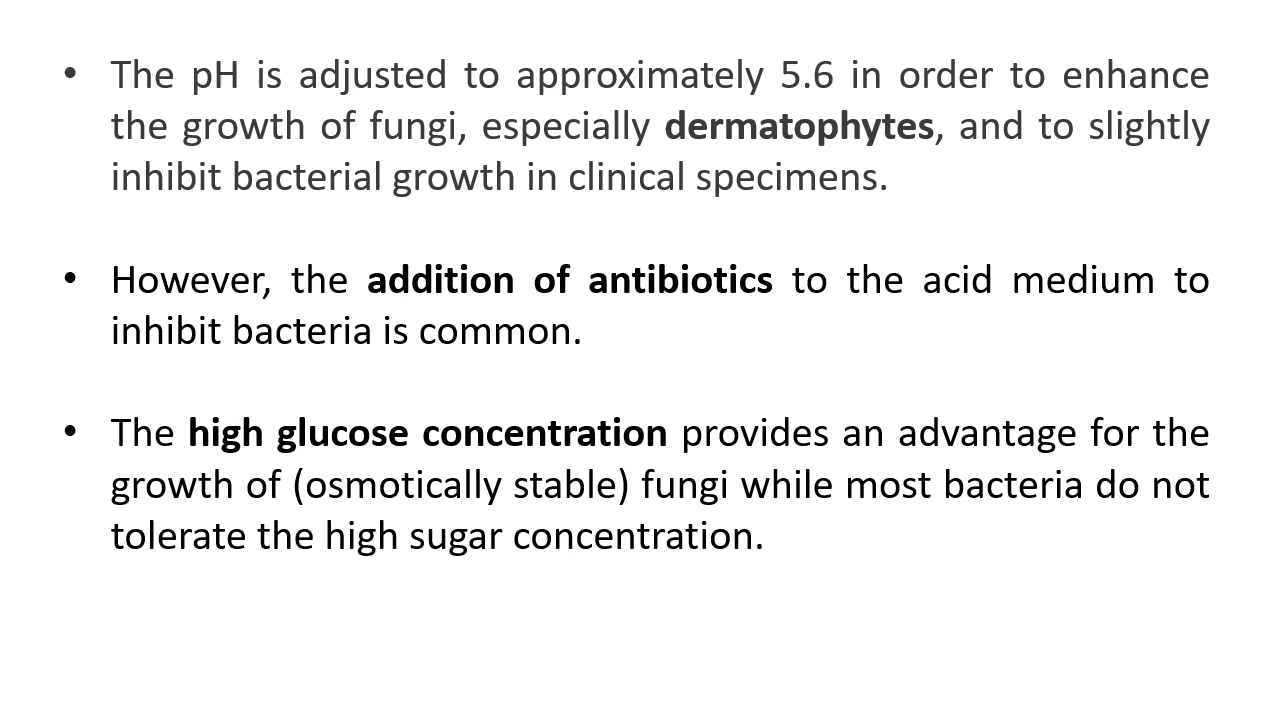 • The pH is adjusted to approximately 5.6 in order to enhance
the growth of fungi, especially dermatophytes, and to slightly
inhibit bacterial growth in clinical specimens.
• However, the addition of antibiotics to the acid medium to
inhibit bacteria is common.
• The high glucose concentration provides an advantage for the
growth of (osmotically stable) fungi while most bacteria do not
tolerate the high sugar concentration.